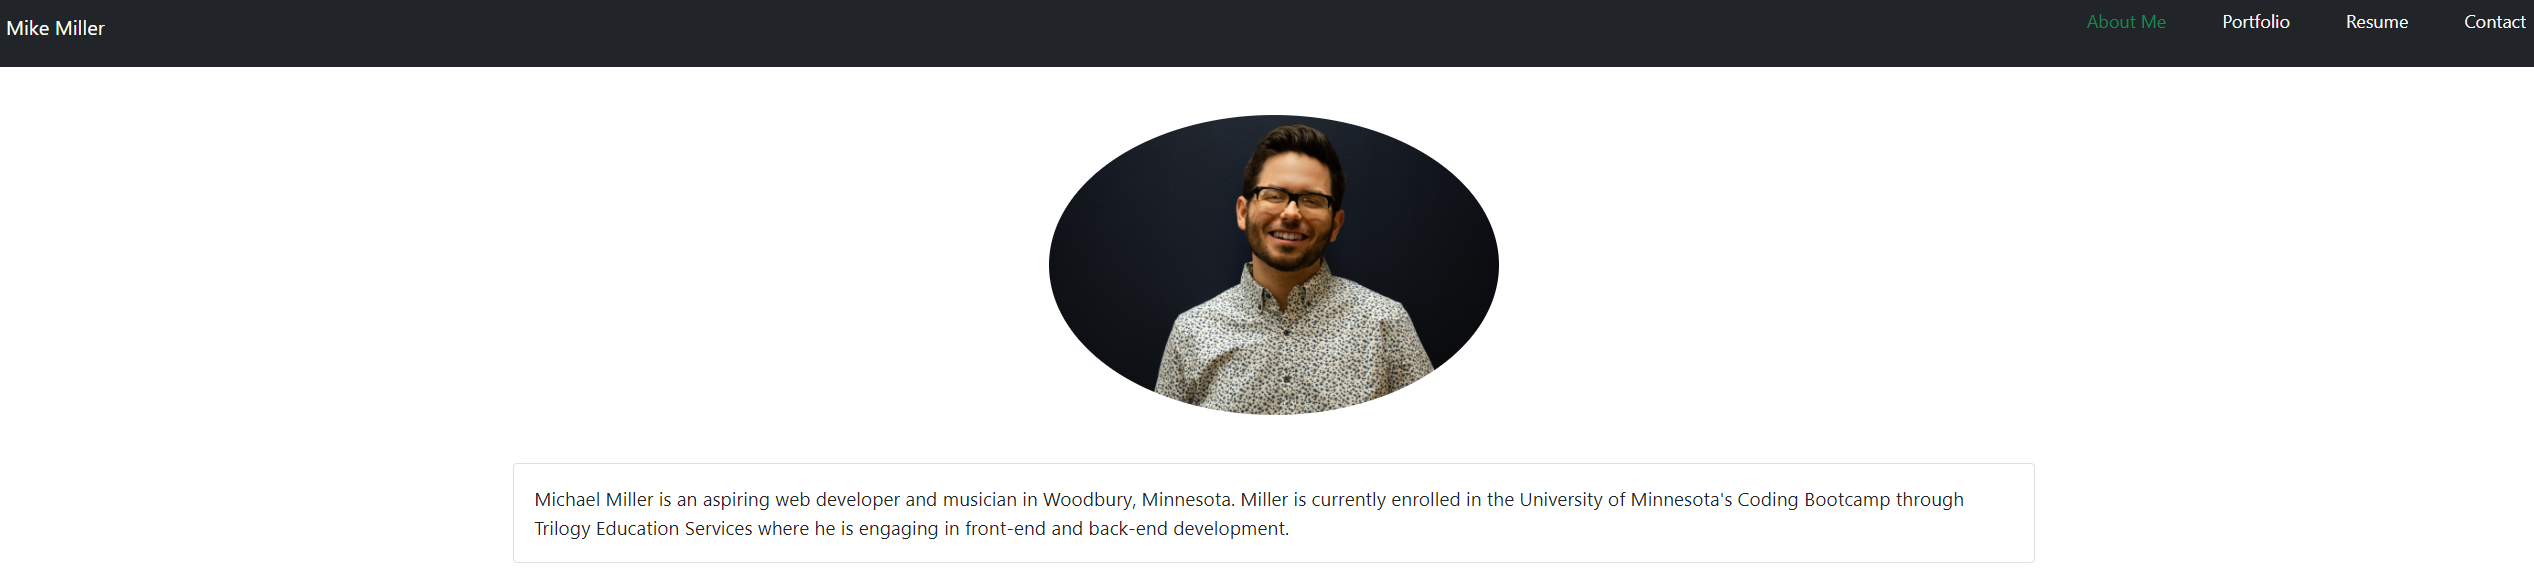 Mike Miller
About Me Portfolio Resume Contact
Michael Miller is an aspiring web developer and musician in Woodbury, Minnesota. Miller is currently enrolled in the University of Minnesota's Coding Bootcamp through
Trilogy Education Services where he is engaging in front-end and back-end development.